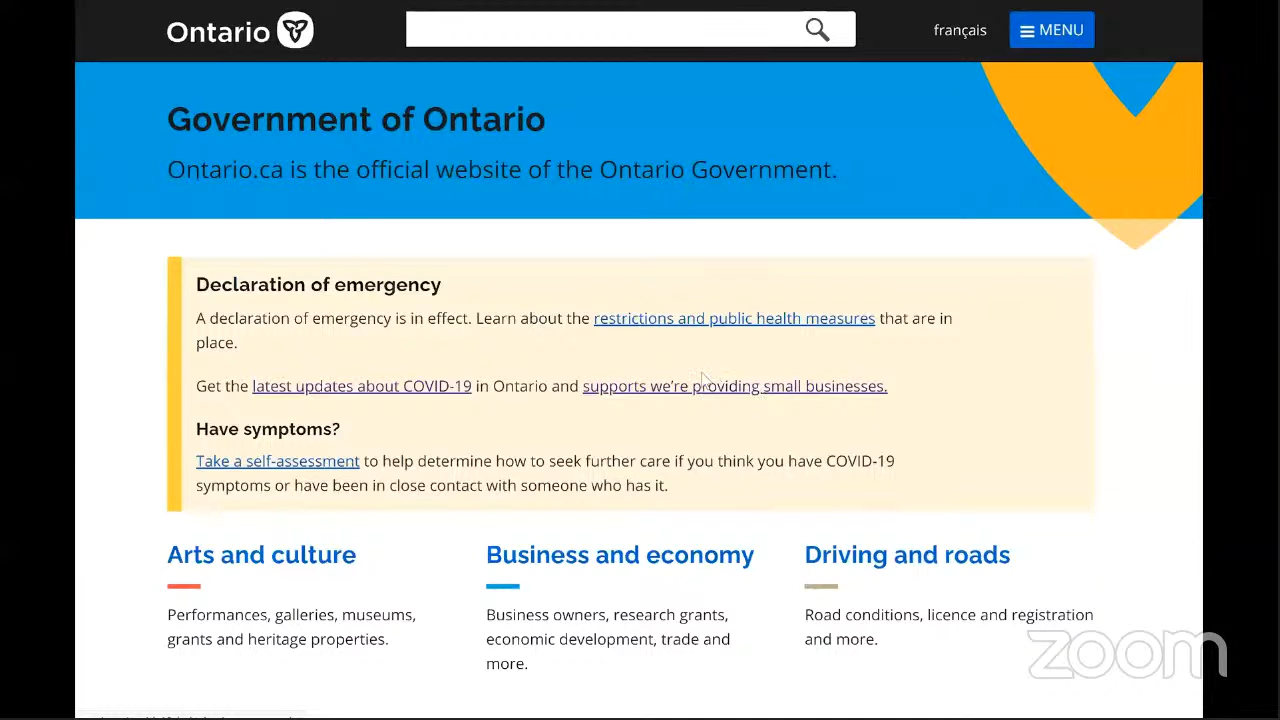 Ontario
français
MENU
Government of Ontario
Ontario.ca is the official website of the Ontario Government.
Declaration of emergency
A declaration of emergency is in effect. Learn about the restrictions and public health measures that are in
place.
Get the latest updates about COVID-19 in Ontario and supports we're providing small businesses.
Have symptoms?
Take a self-assessment to help determine how to seek further care if you think you have COVID-19
symptoms or have been in close contact with someone who has it.
Arts and culture
Business and economy
Driving and roads
Performances, galleries, museums,
grants and heritage properties.
Business owners, research grants,
economic development, trade and
more.
Road conditions, licence and registration
and more.
zoom